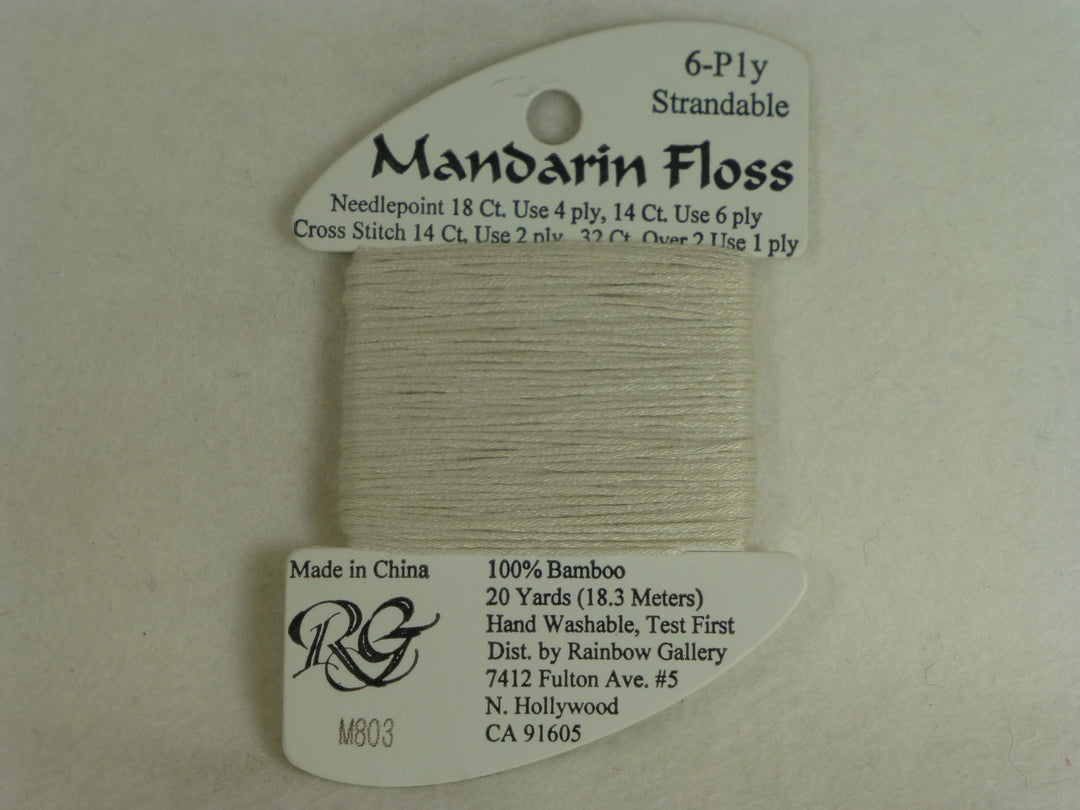 6-Ply
Strandable
Mandarin Floss
Needlepoint 18 Ct. Use 4 ply, 14 Ct. Use 6 ply
Cross Stitch 14 Ct. Use 2 ply, 32 Ct. Over 2 Use 1 ply
Made in China
RG
M803
100% Bamboo
20 Yards (18.3 Meters)
Hand Washable, Test First
Dist. by Rainbow Gallery
7412 Fulton Ave. #5
N. Hollywood
CA 91605